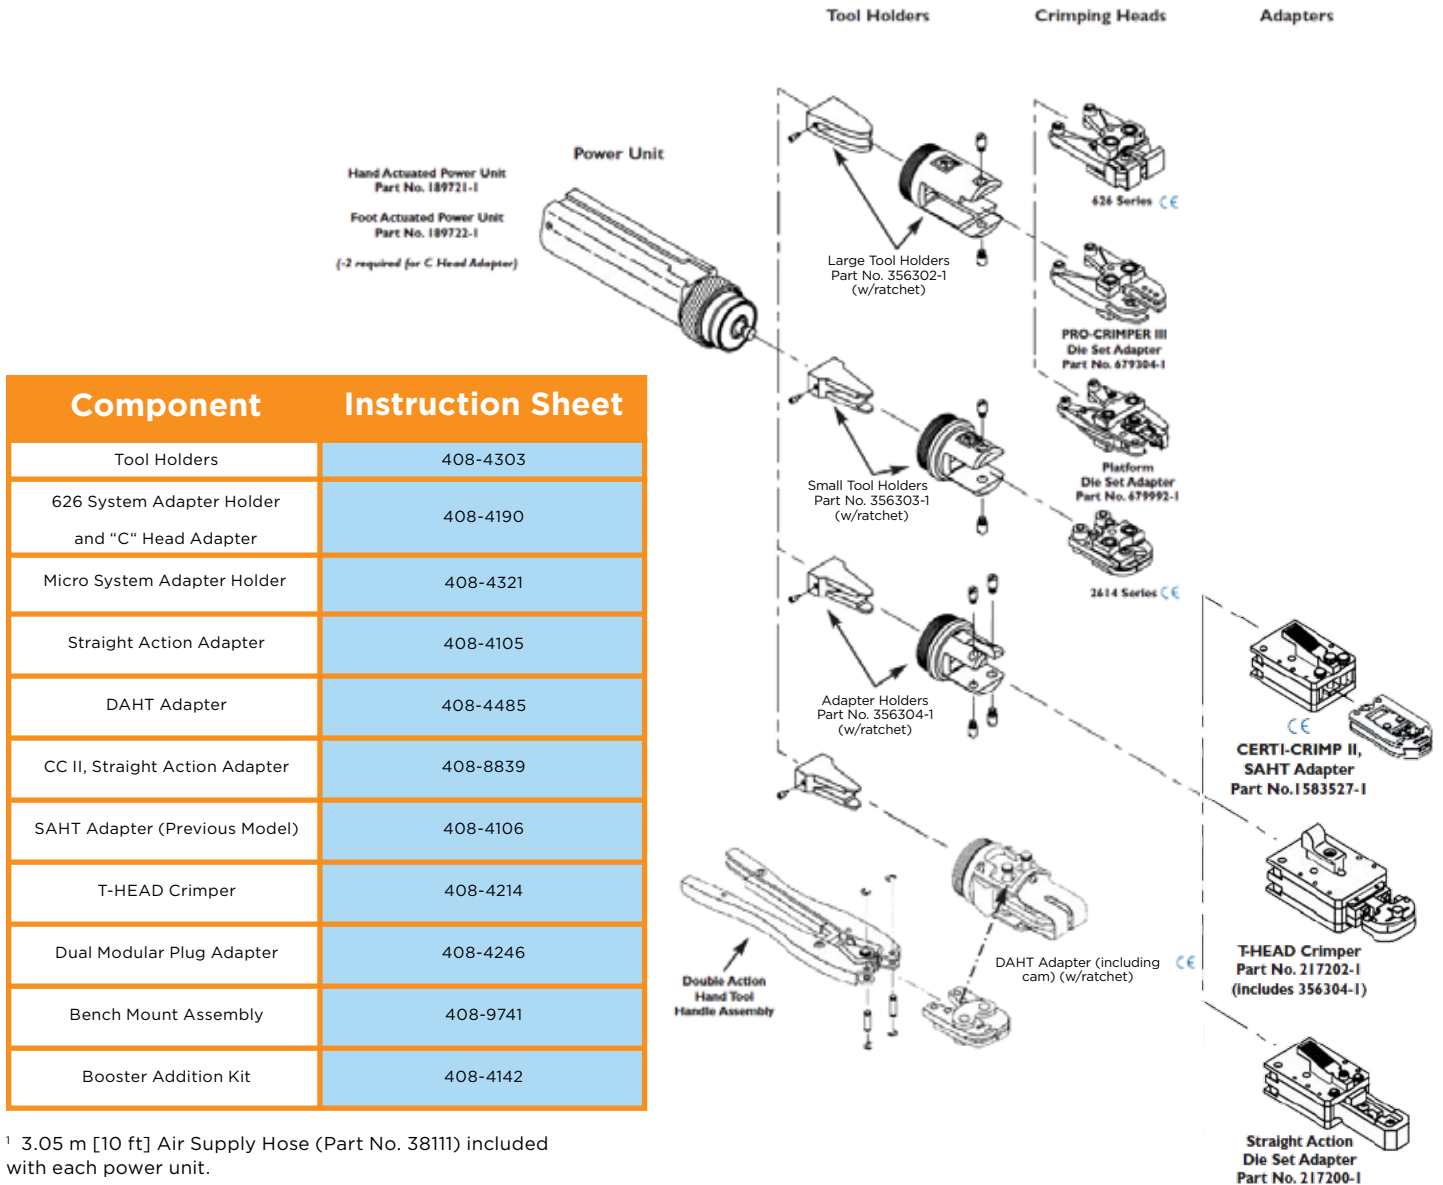 Tool Holders
Crimping Heads
Adapters
Power Unit
Hand Actuated Power Unit
Part No. 189721-1
Foot Actuated Power Unit
Part No. 189722-1
(-2 required for C Head Adapter)
Large Tool Holders
Part No. 356302-1
(w/ratchet)
626 Series CE
PRO-CRIMPER III
Die Set Adapter
Part No. 679304-1
Platform
Die Set Adapter
Part No. 679992-1
Small Tool Holders
Part No. 356303-1
(w/ratchet)
2614 Series CE
Adapter Holders
Part No. 356304-1
(w/ratchet)
CE
CERTI-CRIMP II,
SAHT Adapter
Part No.1583527-1
Double Action
Hand Tool
Handle Assembly
DAHT Adapter (including
cam) (w/ratchet)
CE
T-HEAD Crimper
Part No. 217202-1
(includes 356304-1)
Straight Action
Die Set Adapter
Part No. 217200-1
Component Instruction Sheet
Tool Holders 408-4303
626 System Adapter Holder
and “C“ Head Adapter
408-4190
Micro System Adapter Holder 408-4321
Straight Action Adapter 408-4105
DAHT Adapter 408-4485
CC II, Straight Action Adapter 408-8839
SAHT Adapter (Previous Model) 408-4106
T-HEAD Crimper 408-4214
Dual Modular Plug Adapter 408-4246
Bench Mount Assembly 408-9741
Booster Addition Kit 408-4142
1 3.05 m [10 ft] Air Supply Hose (Part No. 38111) included
with each power unit.